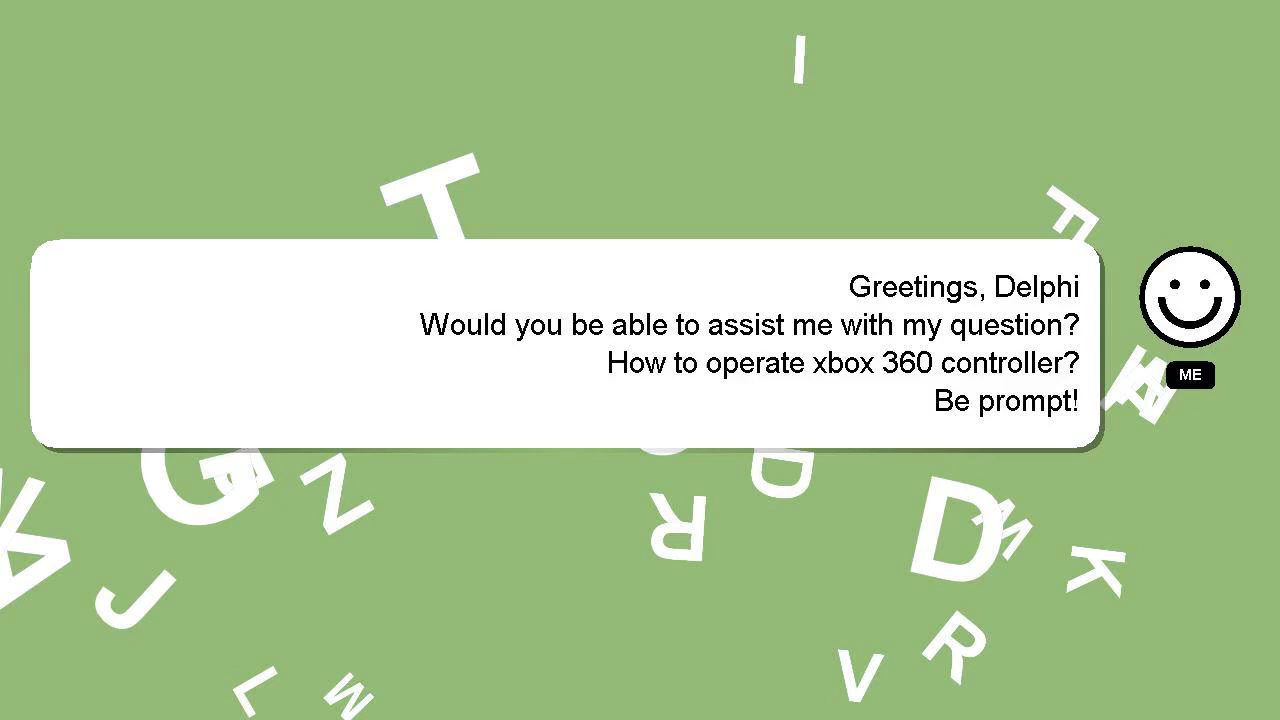 I
T
F
Greetings, Delphi
Would you be able to assist me with my question?
How to operate xbox 360 controller?
Be prompt!
ME
G
N
D
R
D
M
K
J
R
V
L
M